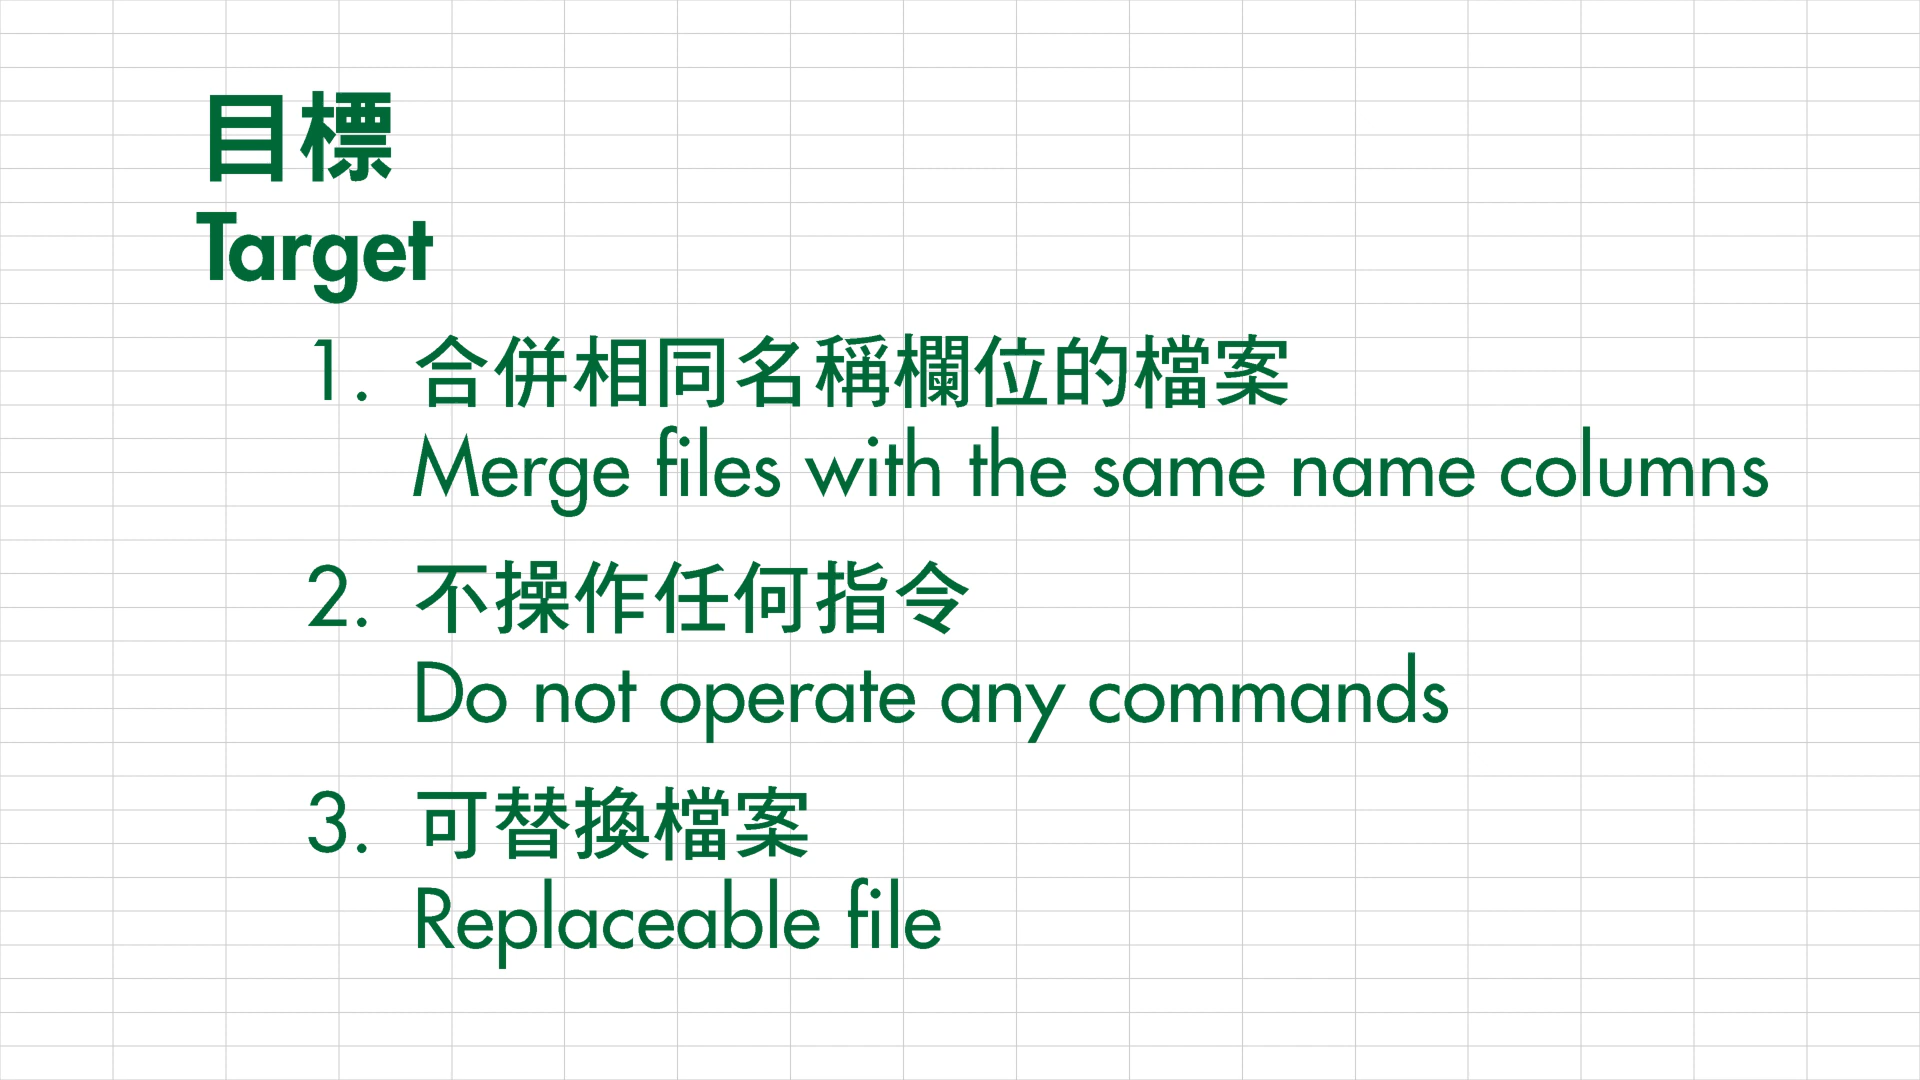 目標
Target
1. 合併相同名稱欄位的檔案
Merge files with the same name columns
2. 不操作任何指令
Do not operate any commands
3. 可替換檔案
Replaceable file